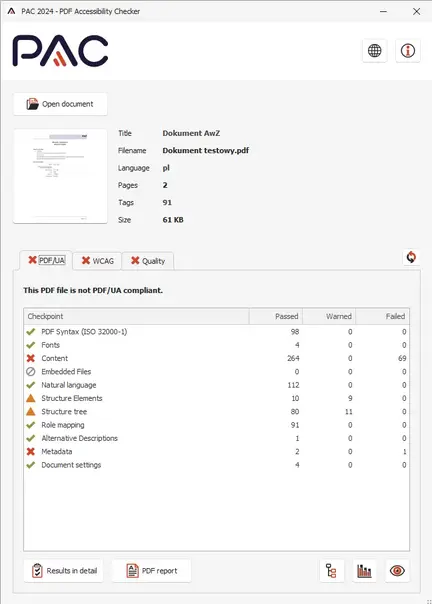 PAC 2024 - PDF Accessibility Checker
PAC
Open document
Title Dokument AwZ
Filename Dokument testowy.pdf
Language pl
Pages 2
Tags 91
Size 61 KB
PDF/UA WCAG Quality
This PDF file is not PDF/UA compliant.
Checkpoint Passed Warned Failed
PDF Syntax (ISO 32000-1) 98 0 0
Fonts 4 0 0
Content 264 0 69
Embedded Files 0 0 0
Natural language 112 0 0
Structure Elements 10 9 0
Structure tree 80 11 0
Role mapping 91 0 0
Alternative Descriptions 1 0 0
Metadata 2 0 1
Document settings 4 0 0
Results in detail PDF report